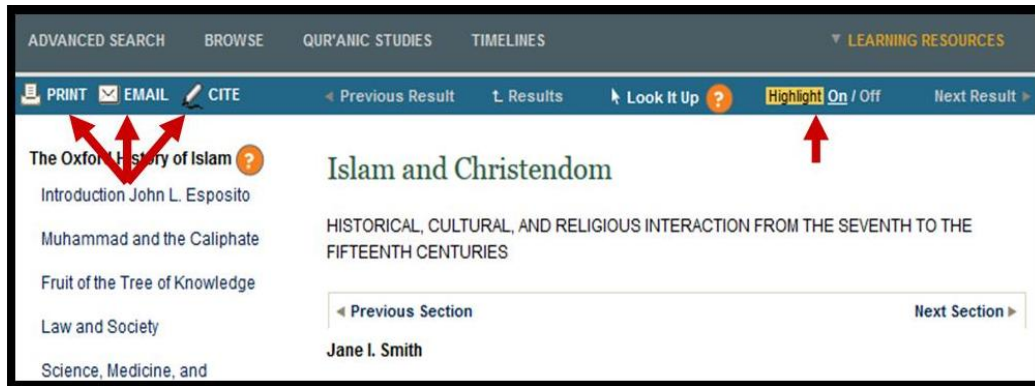 ADVANCED SEARCH BROWSE QUR'ANIC STUDIES TIMELINES LEARNING RESOURCES
PRINT EMAIL CITE Previous Result Results Look It Up ? Highlight On / Off Next Result
The Oxford History of Islam ?
Introduction John L. Esposito
Muhammad and the Caliphate
Fruit of the Tree of Knowledge
Law and Society
Science, Medicine, and
Islam and Christendom
HISTORICAL, CULTURAL, AND RELIGIOUS INTERACTION FROM THE SEVENTH TO THE
FIFTEENTH CENTURIES
Previous Section Next Section
Jane I. Smith